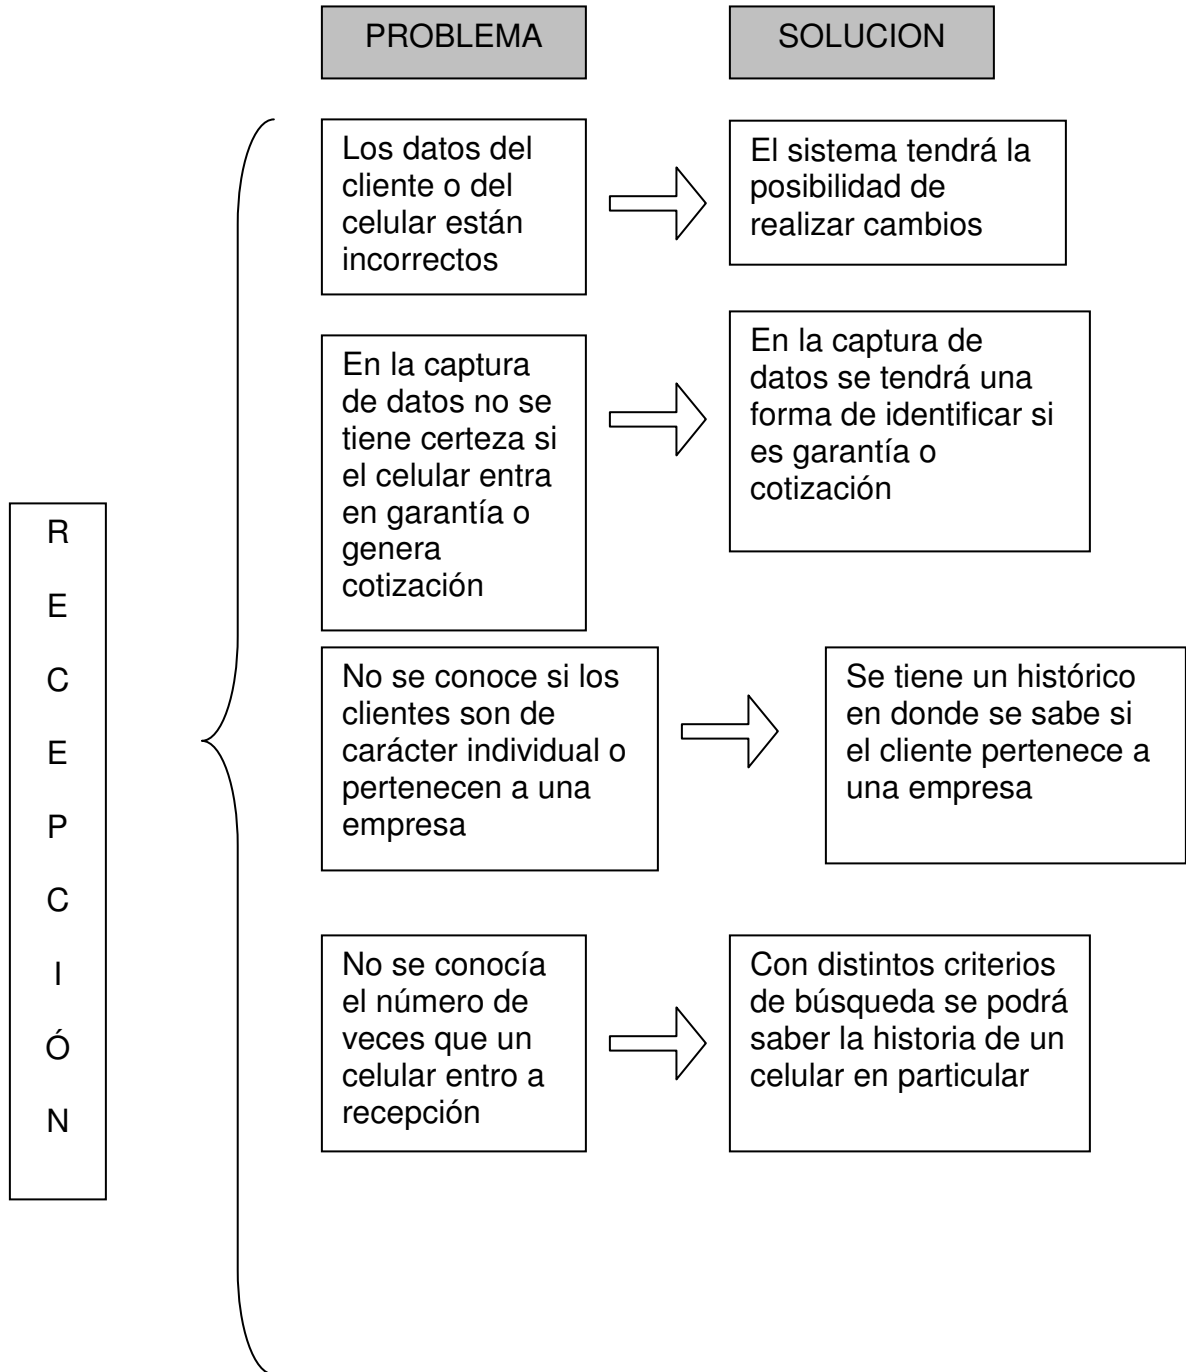 PROBLEMA
SOLUCION
Los datos del
cliente o del
celular están
incorrectos
El sistema tendrá la
posibilidad de
realizar cambios
En la captura
de datos no se
tiene certeza si
el celular entra
en garantía o
genera
cotización
En la captura de
datos se tendrá una
forma de identificar si
es garantía o
cotización
R
E
C
E
P
C
I
Ó
N
No se conoce si los
clientes son de
carácter individual o
pertenecen a una
empresa
Se tiene un histórico
en donde se sabe si
el cliente pertenece a
una empresa
No se conocía
el número de
veces que un
celular entro a
recepción
Con distintos criterios
de búsqueda se podrá
saber la historia de un
celular en particular